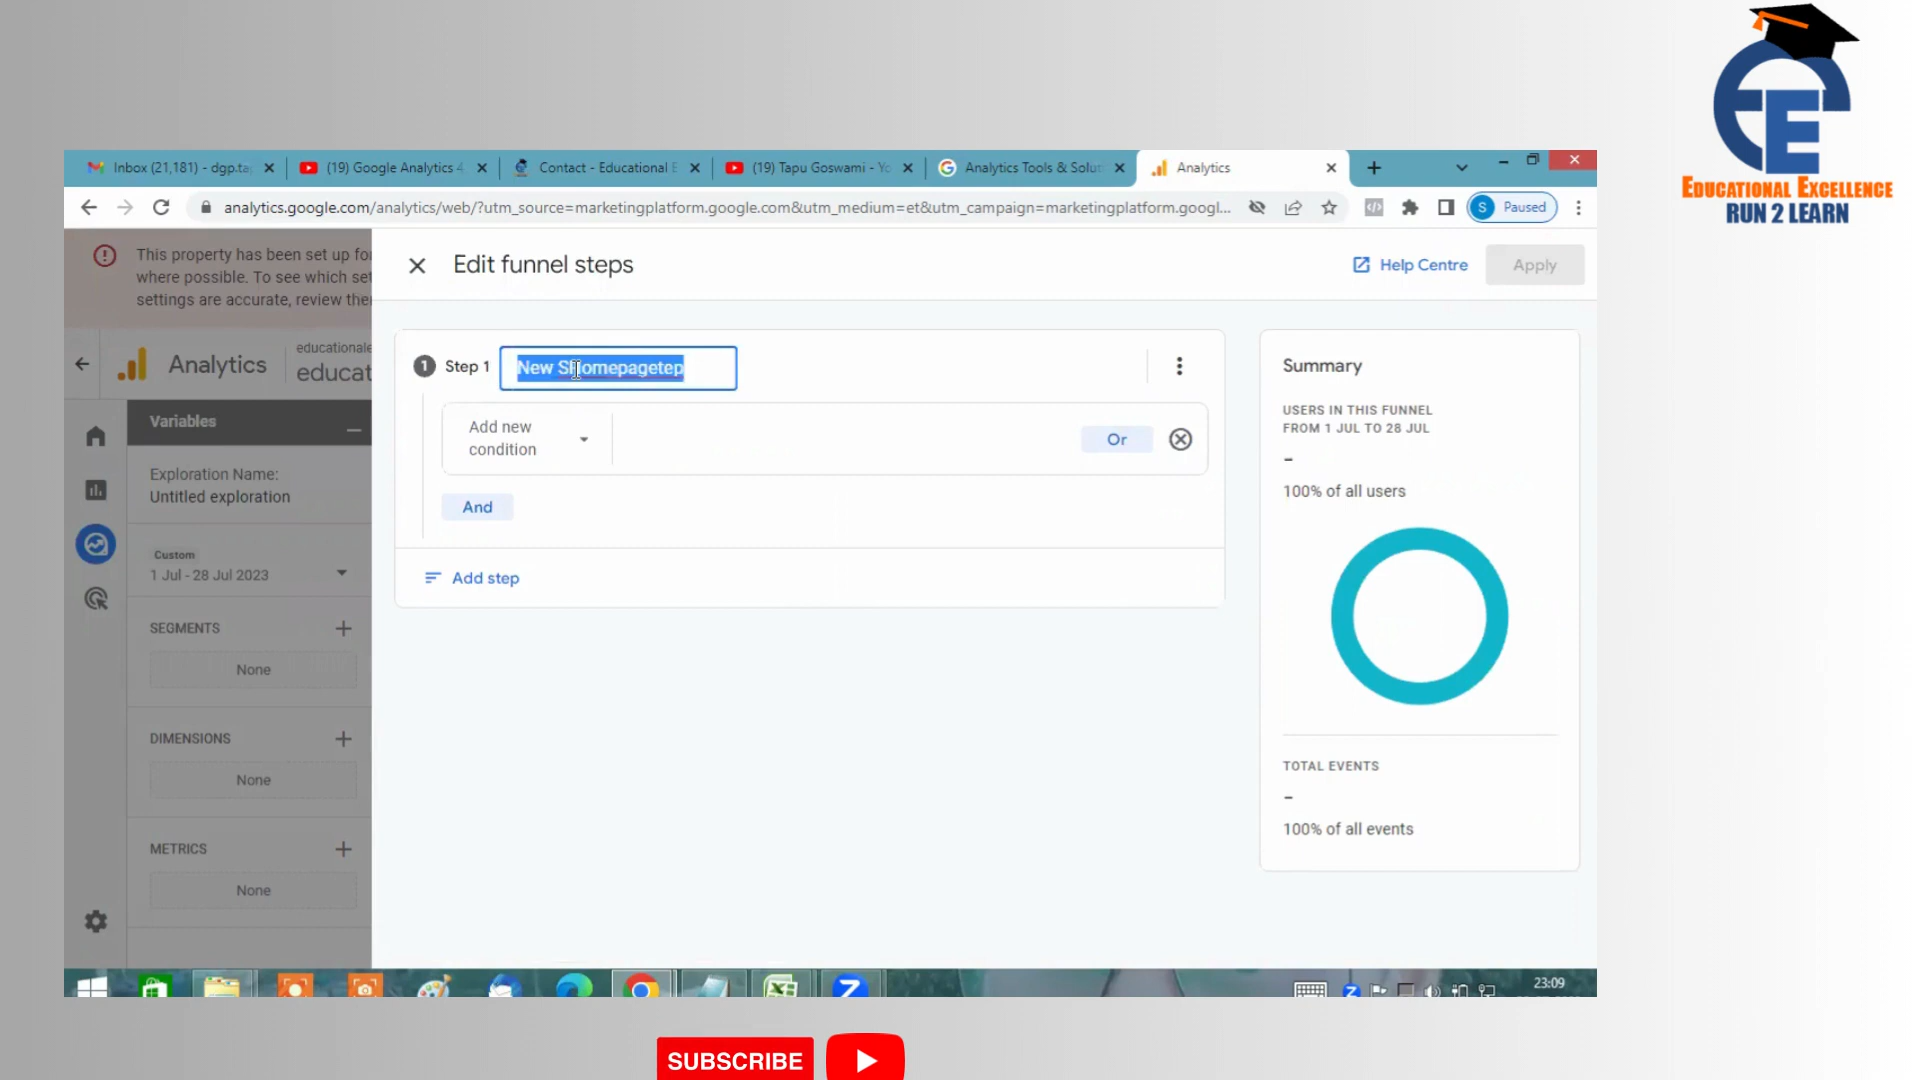 EDUCATIONAL EXCELLENCE
RUN 2 LEARN
Inbox (21,181) - dgp.ta
(19) Google Analytics 4
Contact - Educational E
(19) Tapu Goswami - Yo
Analytics Tools & Solut
Analytics
analytics.google.com/analytics/web/?utm_source=marketingplatform.google.com&utm_medium=et&utm_campaign=marketingplatform.googl...
S
Paused
This property has been set up for
where possible. To see which set
settings are accurate, review the
Edit funnel steps
Help Centre
Apply
Analytics
educationale
educat
1 Step 1
New SHomepagetep
Add new
condition
Or
And
Add step
Summary
USERS IN THIS FUNNEL
FROM 1 JUL TO 28 JUL
-
100% of all users
TOTAL EVENTS
-
100% of all events
Variables
Exploration Name:
Untitled exploration
Custom
1 Jul - 28 Jul 2023
SEGMENTS
None
DIMENSIONS
None
METRICS
None
23:09
SUBSCRIBE